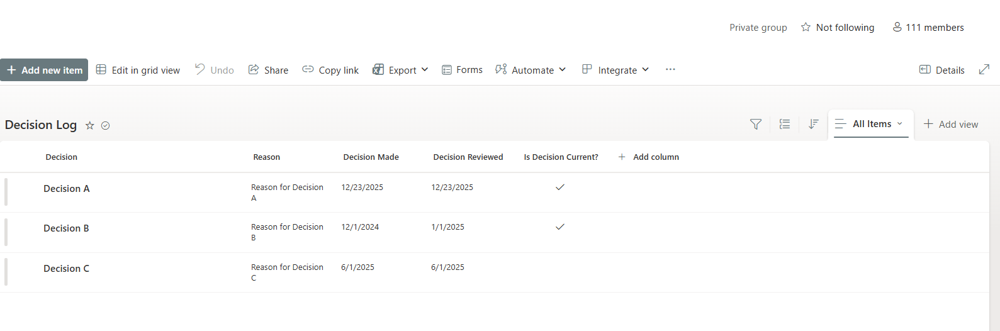 Private group Not following 111 members
Add new item Edit in grid view Undo Share Copy link Export Forms Automate Integrate ··· Details
Decision Log All Items Add view
Decision Reason Decision Made Decision Reviewed Is Decision Current? Add column
Decision A Reason for Decision 12/23/2025 12/23/2025
A
Decision B Reason for Decision 12/1/2024 1/1/2025
B
Decision C Reason for Decision 6/1/2025 6/1/2025
C